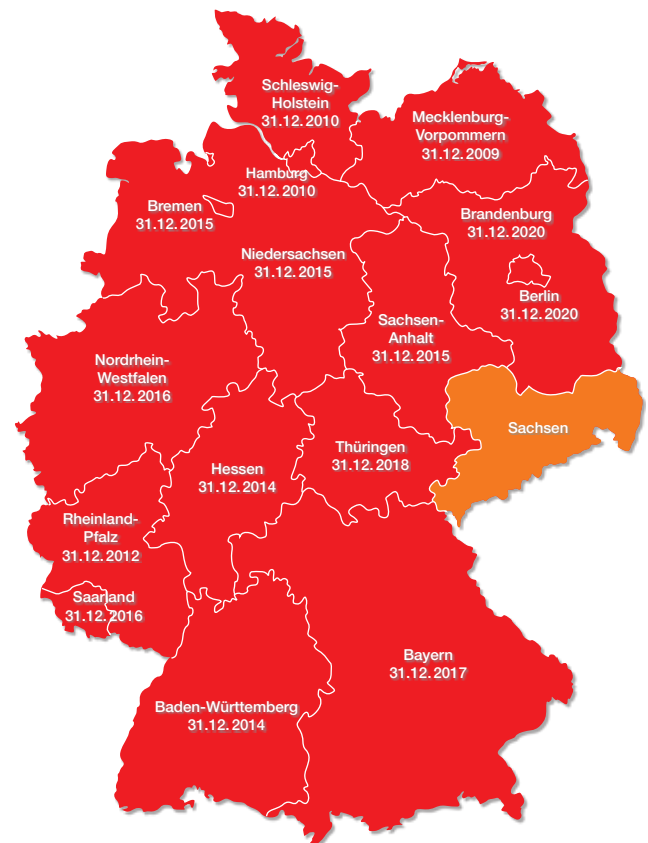 Schleswig-
Holstein
31.12.2010
Mecklenburg-
Vorpommern
31.12.2009
Hamburg
31.12.2010
Bremen
31.12.2015
Brandenburg
31.12.2020
Niedersachsen
31.12.2015
Berlin
31.12.2020
Sachsen-
Anhalt
31.12.2015
Nordrhein-
Westfalen
31.12.2016
Sachsen
Thüringen
31.12.2018
Hessen
31.12.2014
Rheinland-
Pfalz
31.12.2012
Saarland
31.12.2016
Bayern
31.12.2017
Baden-Württemberg
31.12.2014